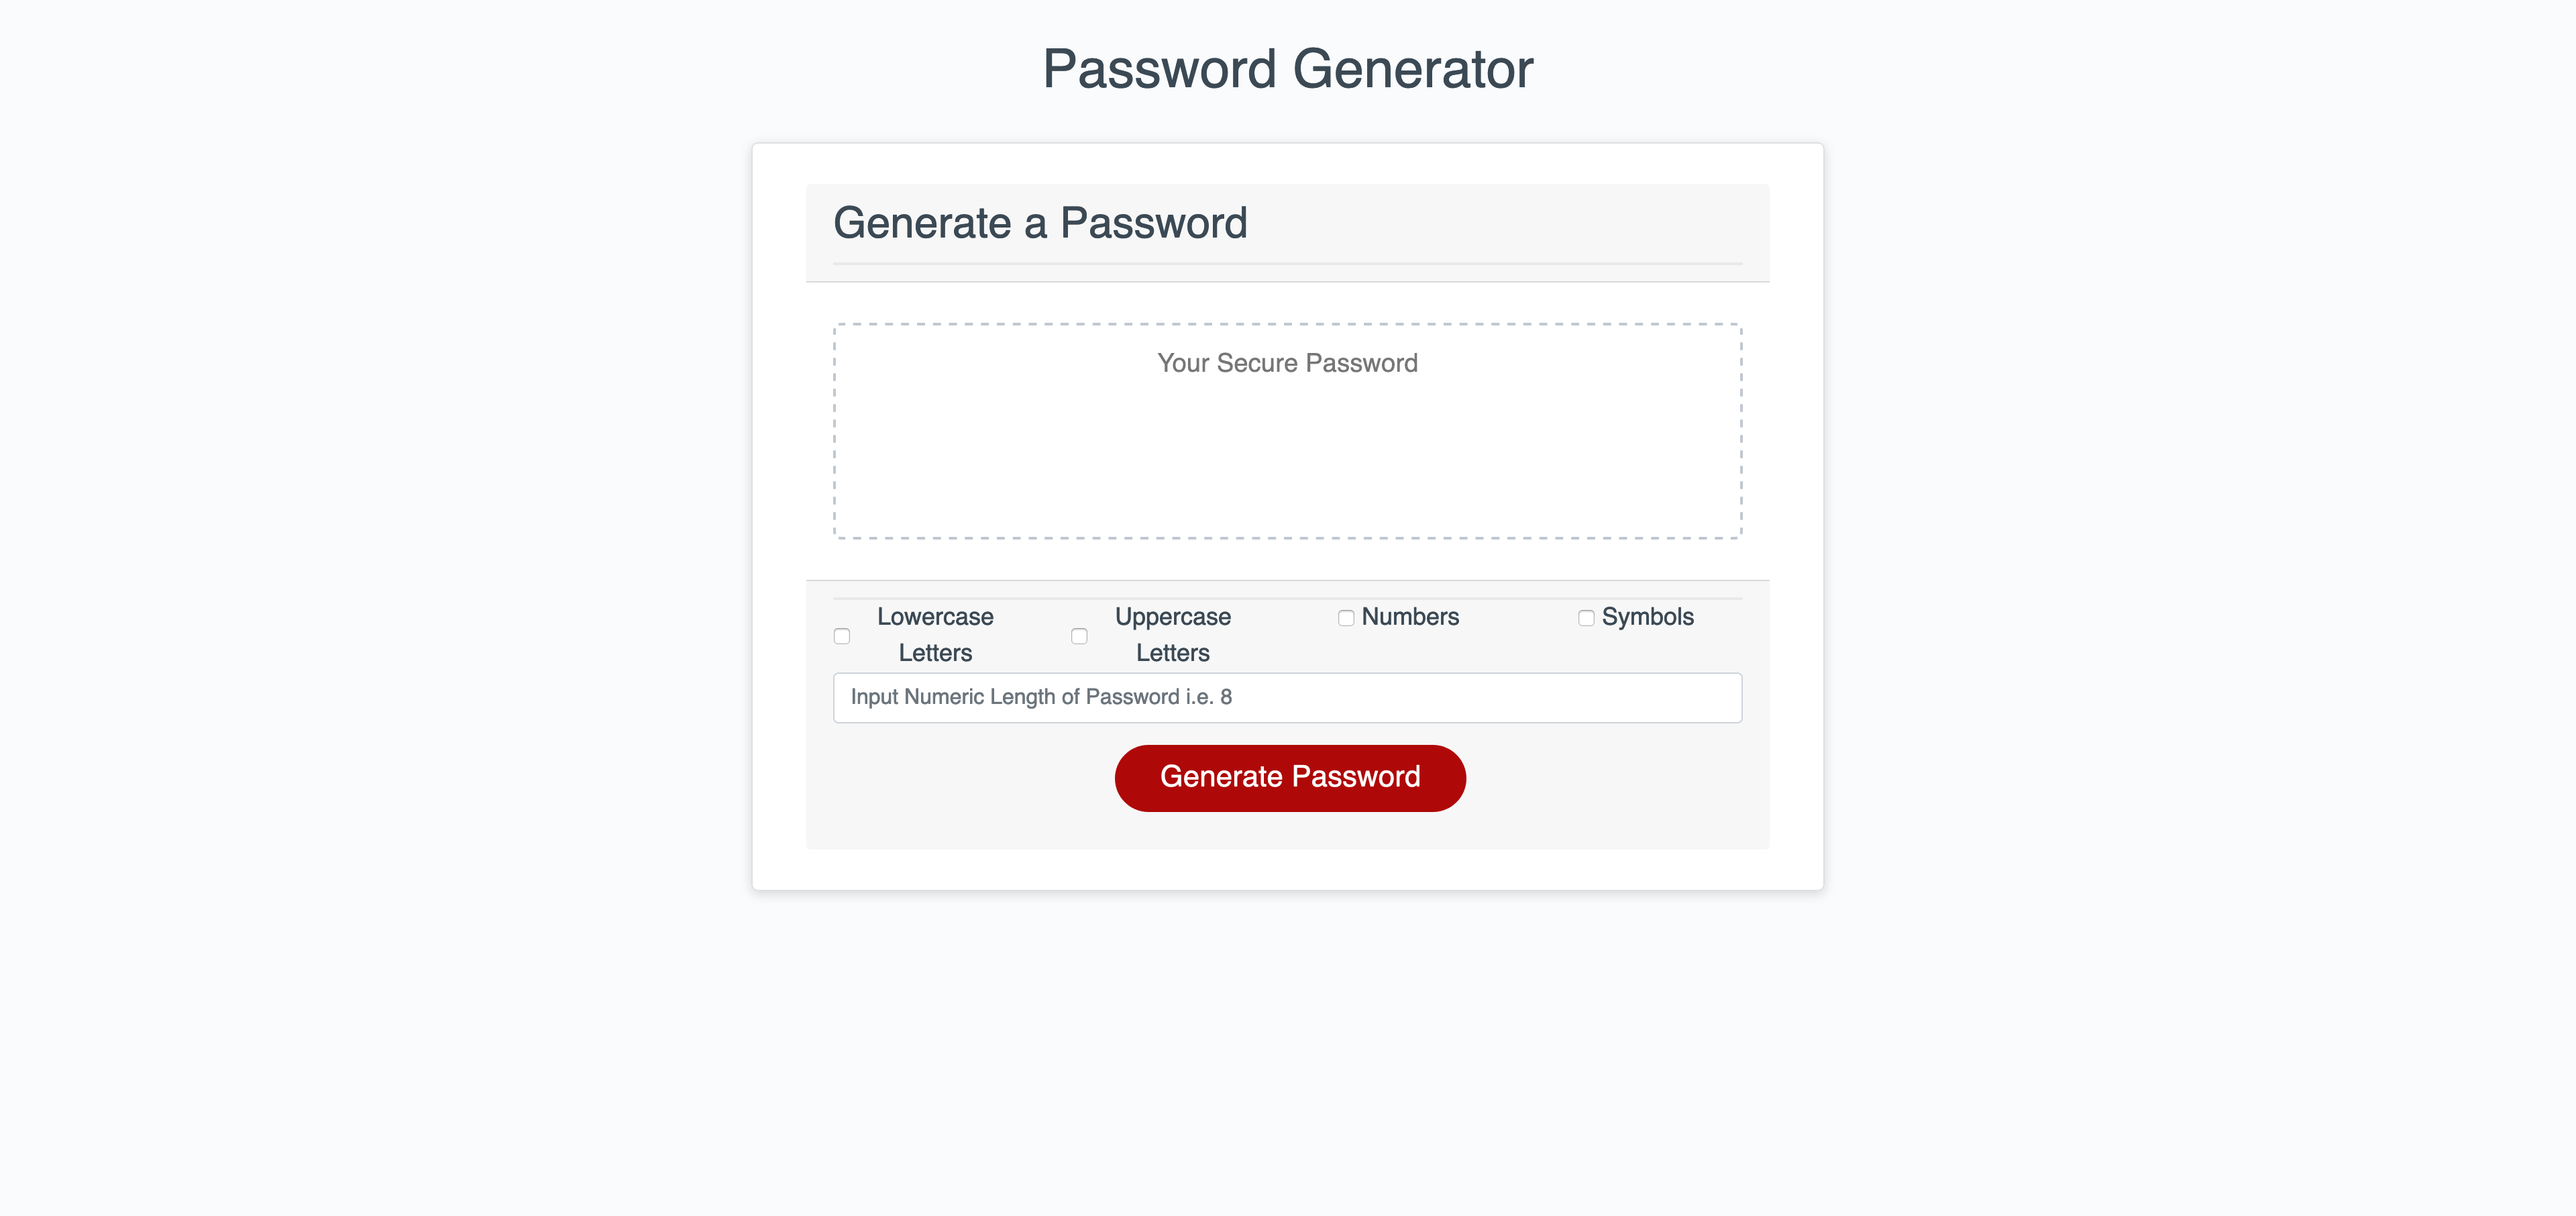 Password Generator
Generate a Password
Your Secure Password
Lowercase Letters
Uppercase Letters
Numbers
Symbols
Input Numeric Length of Password i.e. 8
Generate Password